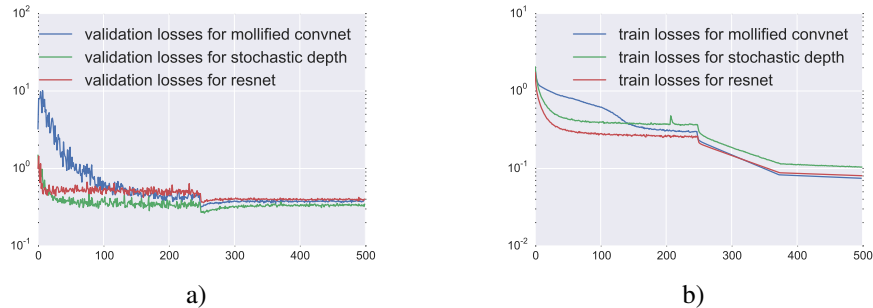 10^2
validation losses for mollified convnet
validation losses for stochastic depth
validation losses for resnet
10^1
10^0
10^-1
0 100 200 300 400 500
a)
10^1
train losses for mollified convnet
train losses for stochastic depth
train losses for resnet
10^0
10^-1
10^-2
0 100 200 300 400 500
b)